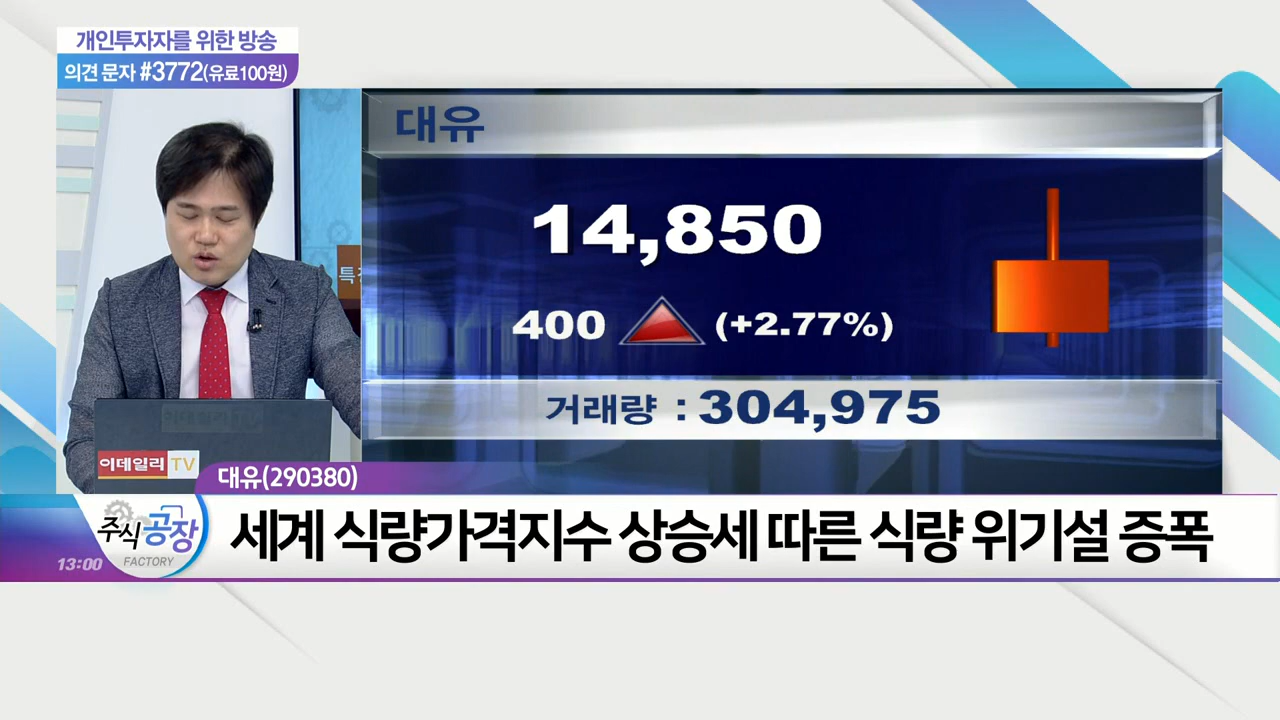 개인투자자를 위한 방송
의견 문자 #3772(유료100원)
대유
14,850
400 (+2.77%)
거래량 : 304,975
이데일리 TV
대유(290380)
주식공장
FACTORY
13:00
세계 식량가격지수 상승세 따른 식량 위기설 증폭